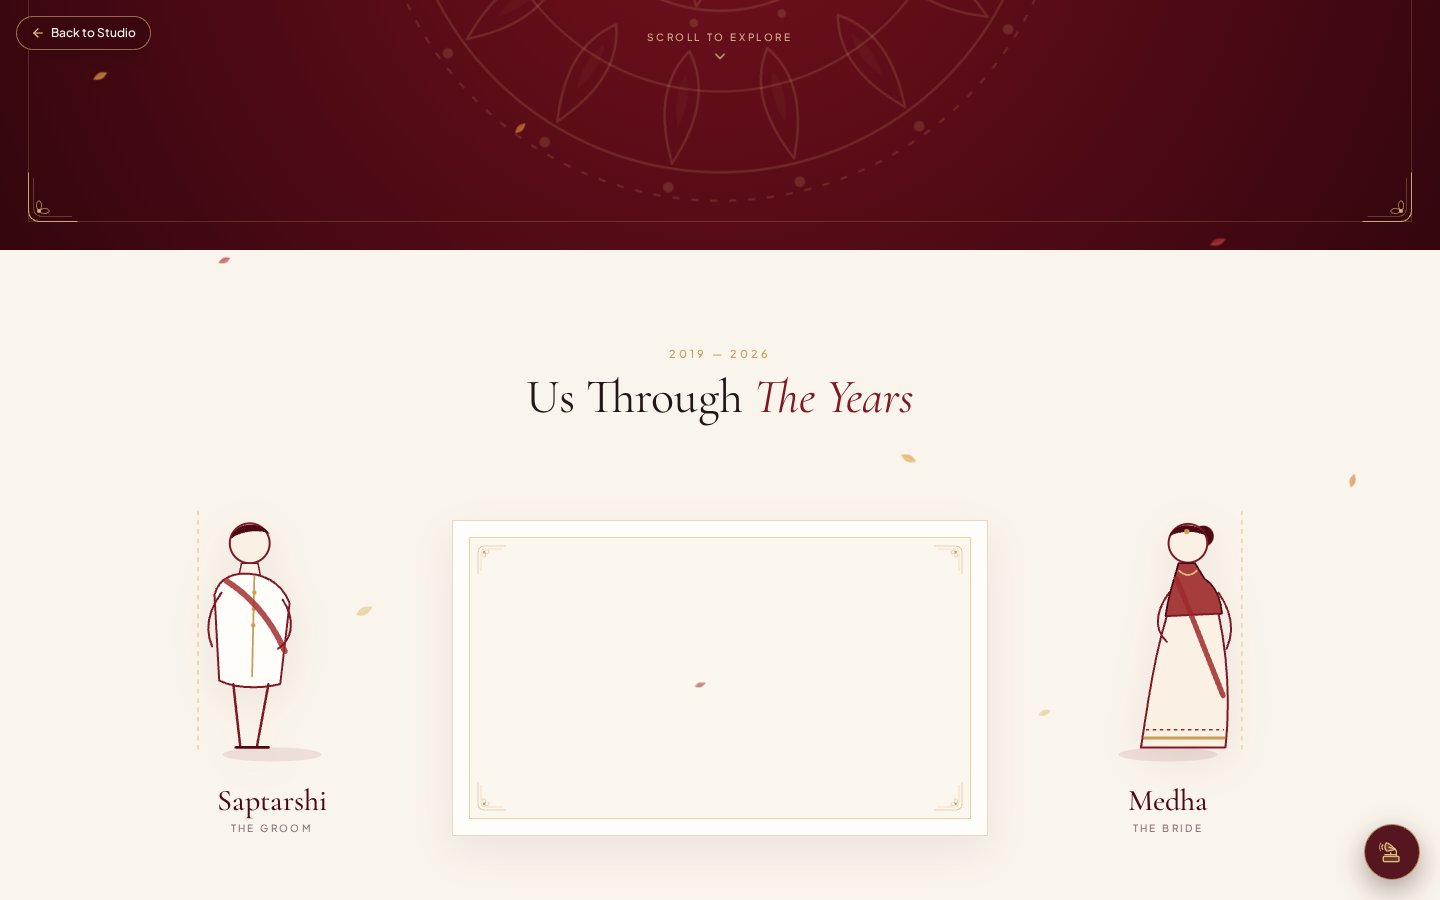 Back to Studio
SCROLL TO EXPLORE
2019 — 2026
Us Through The Years
Saptarshi
THE GROOM
Medha
THE BRIDE